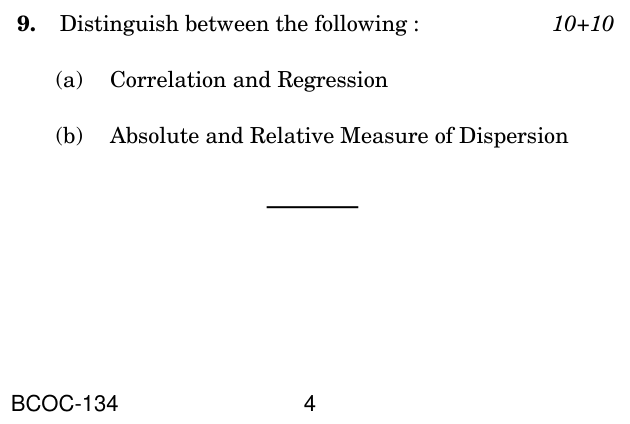 9. Distinguish between the following : 10+10
(a) Correlation and Regression
(b) Absolute and Relative Measure of Dispersion
BCOC-134 4